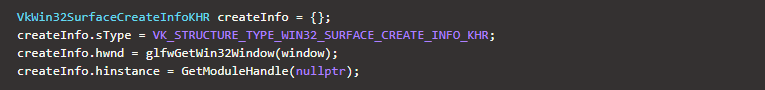 VkWin32SurfaceCreateInfoKHR createInfo = {};
createInfo.sType = VK_STRUCTURE_TYPE_WIN32_SURFACE_CREATE_INFO_KHR;
createInfo.hwnd = glfwGetWin32Window(window);
createInfo.hinstance = GetModuleHandle(nullptr);